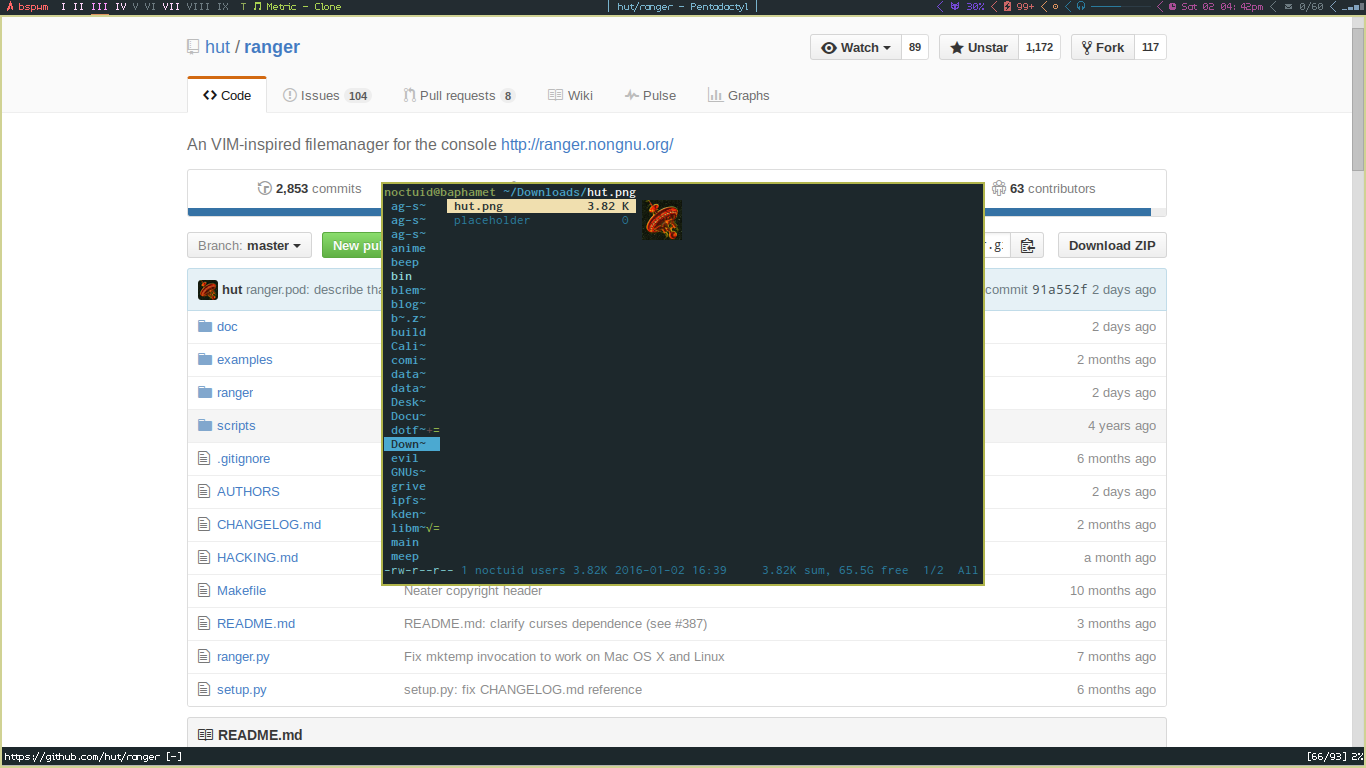 bspwm I II III IV V VI VII VIII IX T Metric - Clone | hut/ranger - Pentadactyl | 30% 99+ Sat 02 04:42pm 0/60
hut / ranger
Watch 89 Unstar 1,172 Fork 117
Code Issues 104 Pull requests 8 Wiki Pulse Graphs
An VIM-inspired filemanager for the console http://ranger.nongnu.org/
2,853 commits
63 contributors
Branch: master New pu
.g: Download ZIP
hut ranger.pod: describe tha
commit 91a552f 2 days ago
doc 2 days ago
examples 2 months ago
ranger 2 days ago
scripts 4 years ago
.gitignore 6 months ago
AUTHORS 2 days ago
CHANGELOG.md 2 months ago
HACKING.md a month ago
Makefile Neater copyright header 10 months ago
README.md README.md: clarify curses dependence (see #387) 3 months ago
ranger.py Fix mktemp invocation to work on Mac OS X and Linux 7 months ago
setup.py setup.py: fix CHANGELOG.md reference 6 months ago
README.md
noctuid@baphamet ~/Downloads/hut.png
ag-s~ hut.png 3.82 K
ag-s~ placeholder 0
ag-s~
anime
beep
bin
blem~
blog~
b~.z~
build
Cali~
comi~
data~
data~
Desk~
Docu~
dotf~+=
Down~
evil
GNUs~
grive
ipfs~
kden~
libm~√=
main
meep
-rw-r--r-- 1 noctuid users 3.82K 2016-01-02 16:39 3.82K sum, 65.5G free 1/2 All
https://github.com/hut/ranger [-] [66/93] 2%